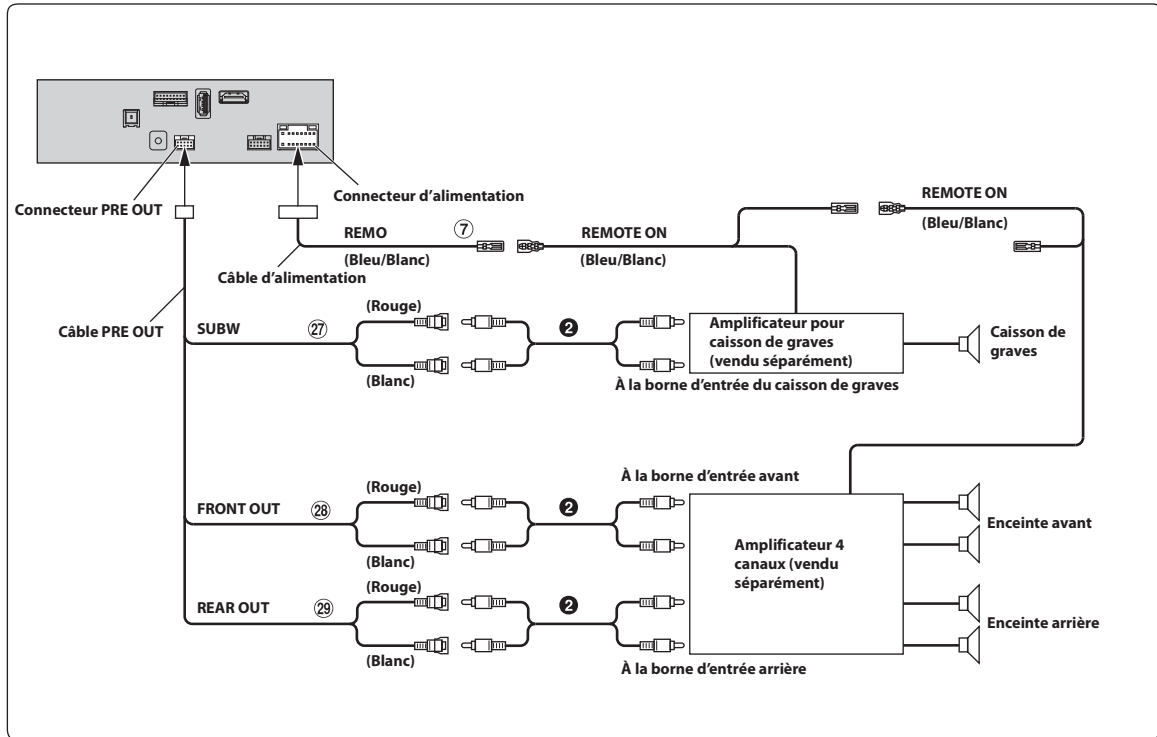 REMOTE ON
(Bleu/Blanc)
Connecteur d'alimentation
Connecteur PRE OUT
REMO
⑦
(Bleu/Blanc)
REMOTE ON
(Bleu/Blanc)
Câble d'alimentation
Câble PRE OUT
SUBW
㉗
(Rouge)
(Blanc)
❷
Amplificateur pour
caisson de graves
(vendu séparément)
À la borne d'entrée du caisson de graves
Caisson de
graves
FRONT OUT
㉘
(Rouge)
(Blanc)
❷
À la borne d'entrée avant
Amplificateur 4
canaux (vendu
séparément)
Enceinte avant
REAR OUT
㉙
(Rouge)
(Blanc)
❷
À la borne d'entrée arrière
Enceinte arrière